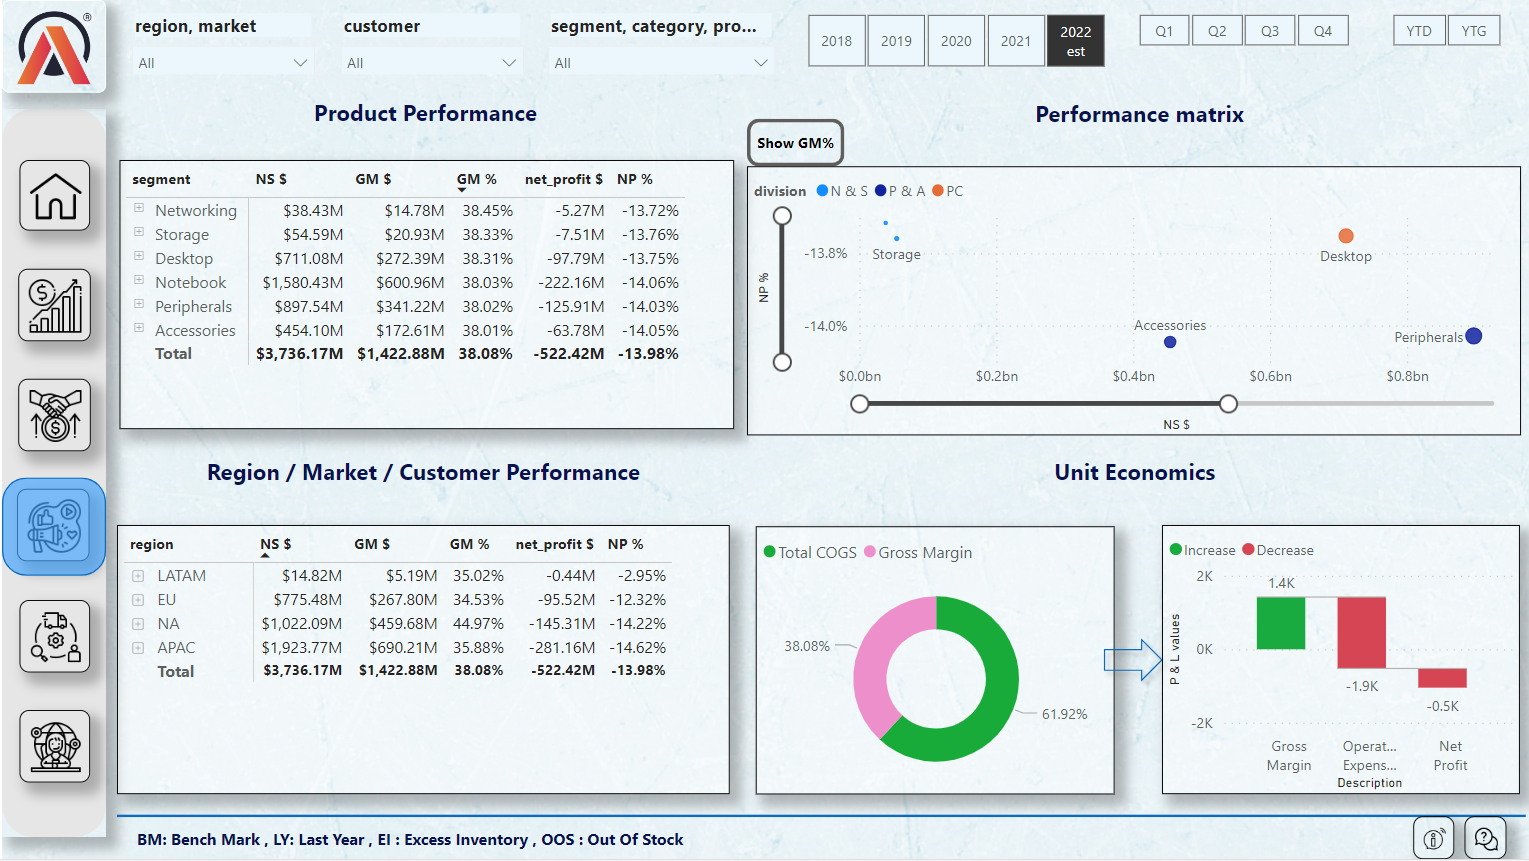 region, market
customer
segment, category, pro...
All
All
All
2018
2019
2020
2021
2022
est
Q1
Q2
Q3
Q4
YTD
YTG
®
Product Performance
segment NS $ GM $ GM % net_profit $ NP %
Networking $38.43M $14.78M 38.45% -5.27M -13.72%
Storage $54.59M $20.93M 38.33% -7.51M -13.76%
Desktop $711.08M $272.39M 38.31% -97.79M -13.75%
Notebook $1,580.43M $600.96M 38.03% -222.16M -14.06%
Peripherals $897.54M $341.22M 38.02% -125.91M -14.03%
Accessories $454.10M $172.61M 38.01% -63.78M -14.05%
Total $3,736.17M $1,422.88M 38.08% -522.42M -13.98%
Performance matrix
Show GM%
division N & S P & A PC
NP %
-13.8%
-14.0%
Storage
Desktop
Accessories
Peripherals
$0.0bn $0.2bn $0.4bn $0.6bn $0.8bn
NS $
Region / Market / Customer Performance
region NS $ GM $ GM % net_profit $ NP %
LATAM $14.82M $5.19M 35.02% -0.44M -2.95%
EU $775.48M $267.80M 34.53% -95.52M -12.32%
NA $1,022.09M $459.68M 44.97% -145.31M -14.22%
APAC $1,923.77M $690.21M 35.88% -281.16M -14.62%
Total $3,736.17M $1,422.88M 38.08% -522.42M -13.98%
Unit Economics
Total COGS Gross Margin
38.08%
61.92%
Increase Decrease
P & L values
2K
0K
-2K
1.4K
-1.9K
-0.5K
Gross
Margin
Operat...
Expens...
Net
Profit
Description
BM: Bench Mark , LY: Last Year , EI : Excess Inventory , OOS : Out Of Stock